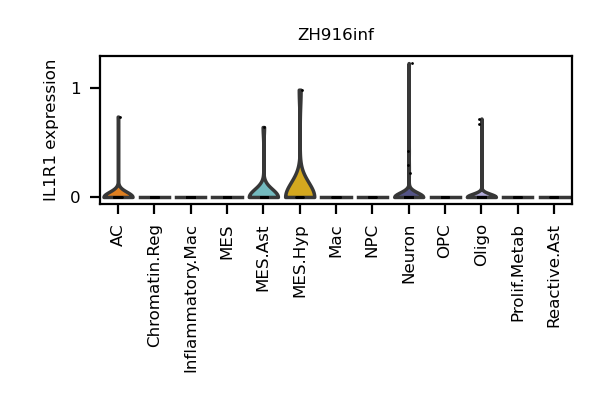 ZH916inf
IL1R1 expression
1
0
AC
Chromatin.Reg
Inflammatory.Mac
MES
MES.Ast
MES.Hyp
Mac
NPC
Neuron
OPC
Oligo
Prolif.Metab
Reactive.Ast